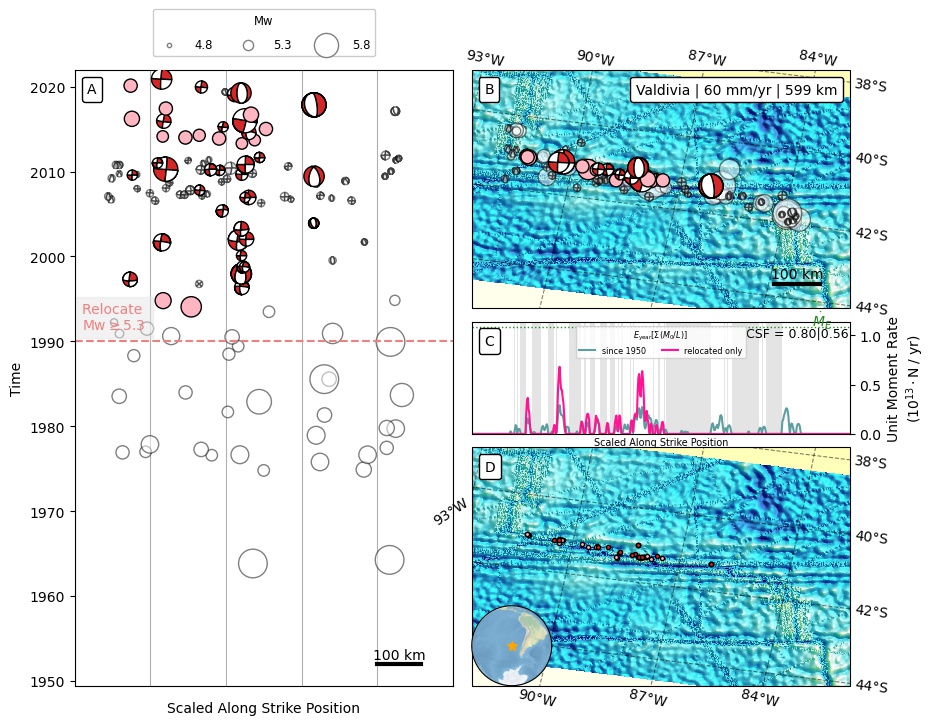 Mw
4.8 5.3 5.8
A
2020
2010
2000
1990
1980
1970
1960
1950
Time
Relocate
Mw ≥ 5.3
100 km
Scaled Along Strike Position
93°W 90°W 87°W 84°W
B
Valdivia | 60 mm/yr | 599 km
38°S
40°S
42°S
44°S
100 km
C
E_year[Σ(M₀/L)]
since 1950 relocated only
CSF = 0.80|0.56
1.0
0.5
0.0
Unit Moment Rate
(10¹³ · N / yr)
Scaled Along Strike Position
D
93°W
38°S
40°S
42°S
44°S
90°W 87°W 84°W